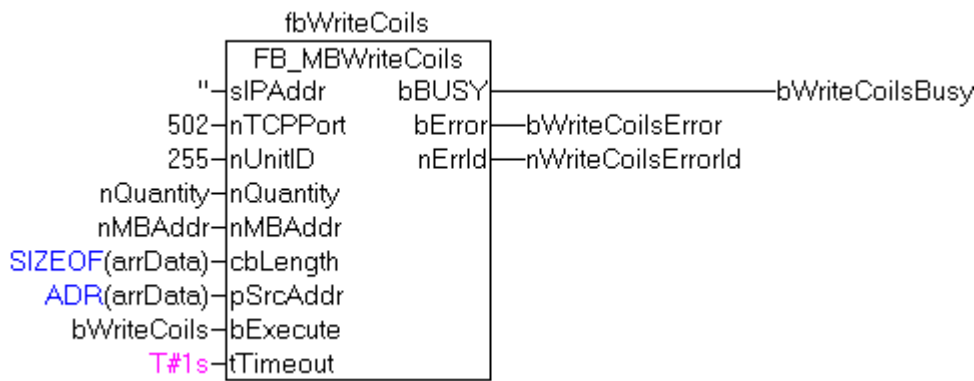 fbWriteCoils
FB_MBWriteCoils
''-sIPAddr bBUSY bWriteCoilsBusy
502-nTCPPort bError bWriteCoilsError
255-nUnitID nErrId nWriteCoilsErrorId
nQuantity-nQuantity
nMBAddr-nMBAddr
SIZEOF(arrData)-cbLength
ADR(arrData)-pSrcAddr
bWriteCoils-bExecute
T#1s-tTimeout